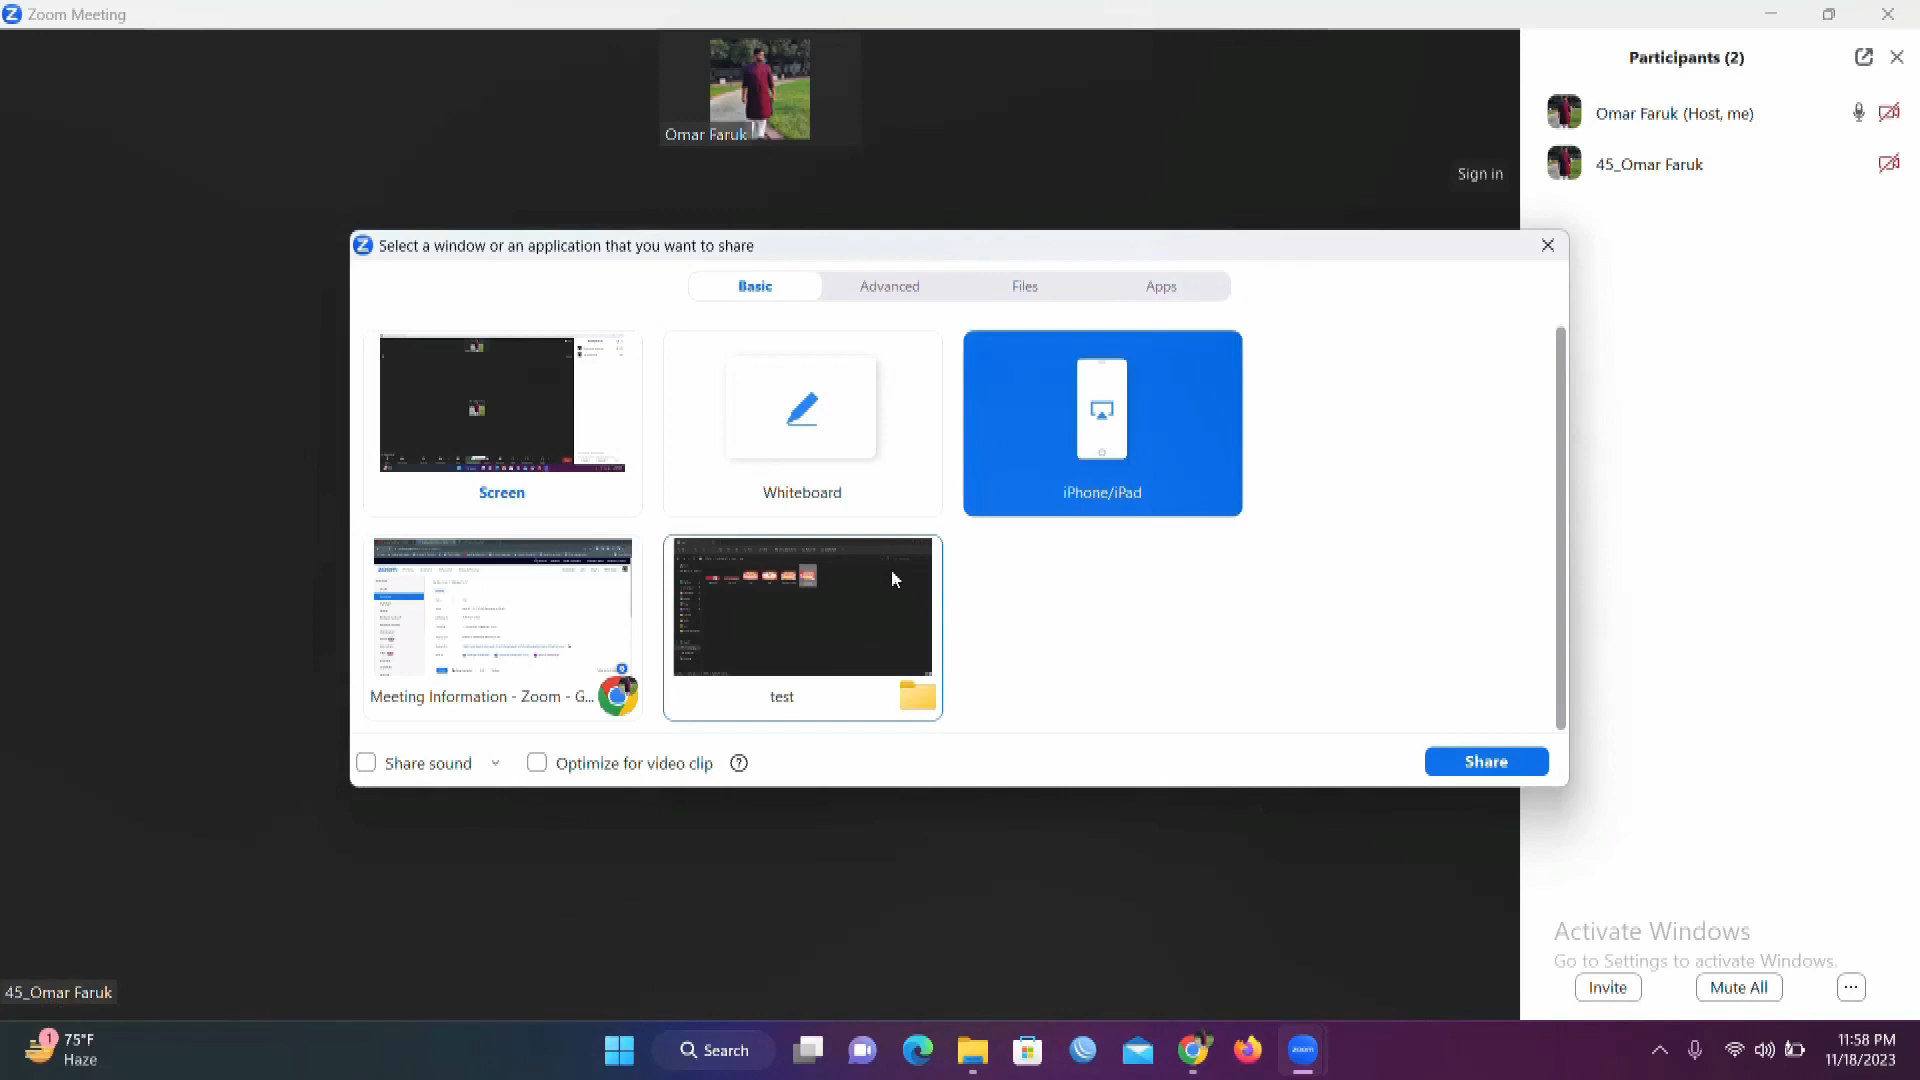 Zoom Meeting
Omar Faruk
Sign in
Participants (2)
Omar Faruk (Host, me)
45_Omar Faruk
Select a window or an application that you want to share
Basic
Advanced
Files
Apps
Screen
Whiteboard
iPhone/iPad
Meeting Information - Zoom - G...
test
Share sound
Optimize for video clip
Share
45_Omar Faruk
Activate Windows
Go to Settings to activate Windows.
Invite
Mute All
1
75°F
Haze
Search
zoom
11:58 PM
11/18/2023